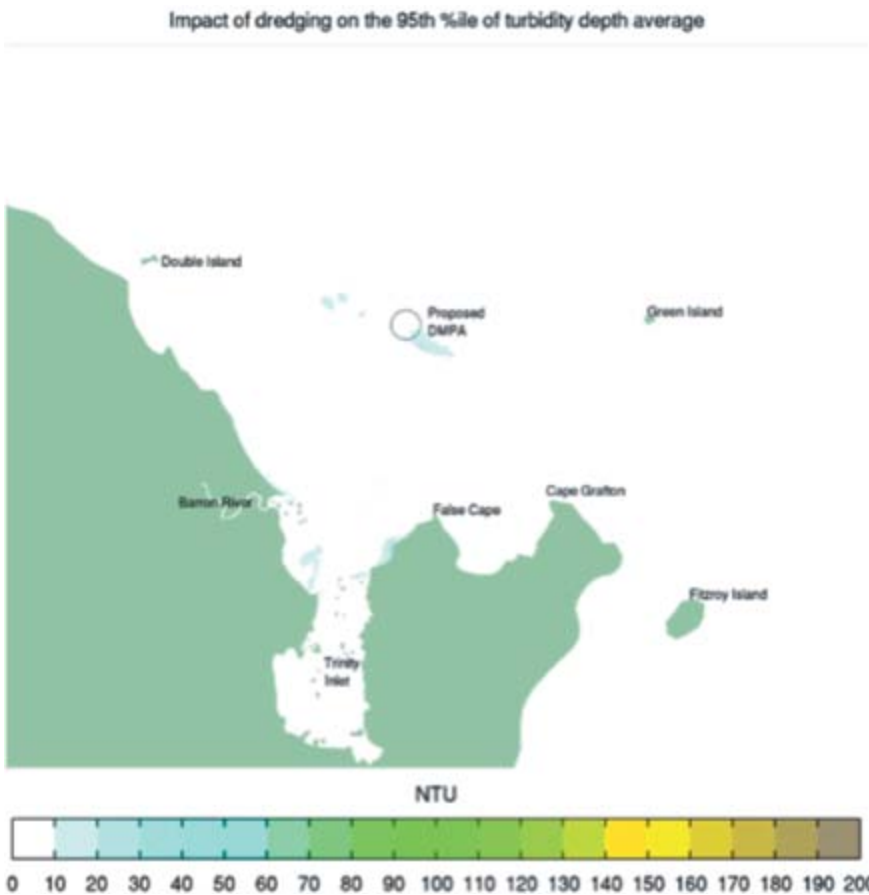 Impact of dredging on the 95th %ile of turbidity depth average
Double Island
Proposed
DMPA
Green Island
Barron River
False Cape
Cape Grafton
Fitzroy Island
Trinity
Inlet
NTU
0 10 20 30 40 50 60 70 80 90 100 110 120 130 140 150 160 170 180 190 200